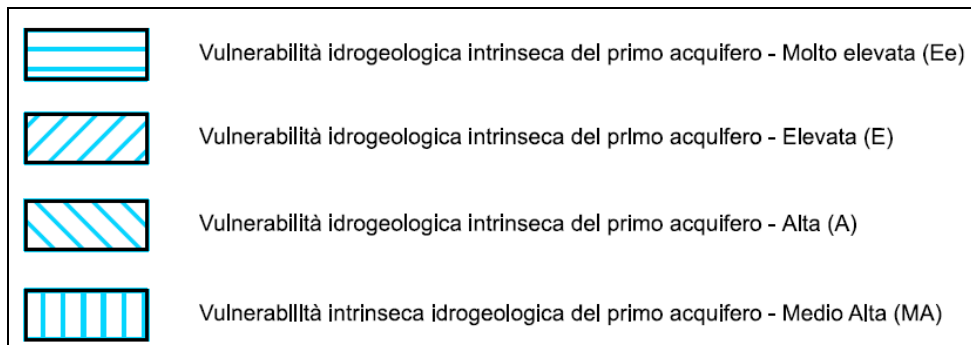 Vulnerabilità idrogeologica intrinseca del primo acquifero - Molto elevata (Ee)
Vulnerabilità idrogeologica intrinseca del primo acquifero - Elevata (E)
Vulnerabilità idrogeologica intrinseca del primo acquifero - Alta (A)
Vulnerabilità intrinseca idrogeologica del primo acquifero - Medio Alta (MA)